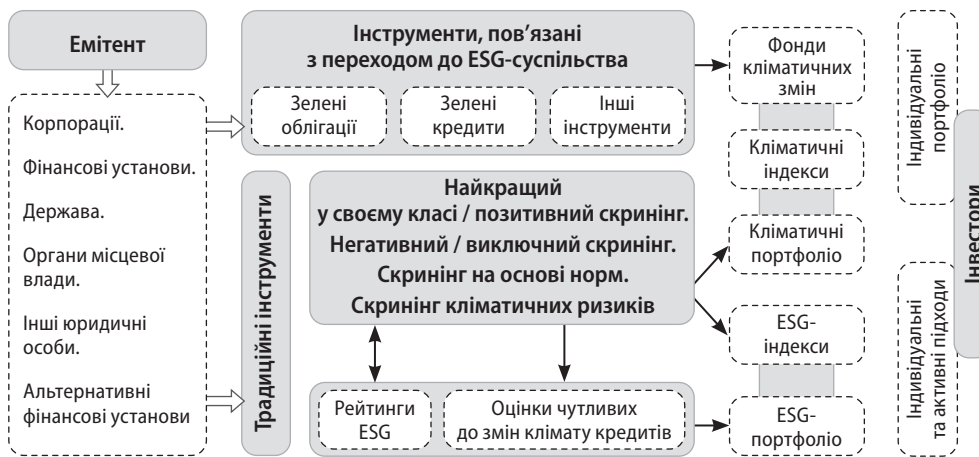 Емітент
Корпорації.
Фінансові установи.
Держава.
Органи місцевої
влади.
Інші юридичні
особи.
Альтернативні
фінансові установи
Інструменти, пов’язані
з переходом до ESG-суспільства
Зелені
облігації
Зелені
кредити
Інші
інструменти
Традиційні інструменти
Найкращий
у своєму класі / позитивний скринінг.
Негативний / виключний скринінг.
Скринінг на основі норм.
Скринінг кліматичних ризиків
Рейтинги
ESG
Оцінки чутливих
до змін клімату кредитів
Фонди
кліматичних
змін
Кліматичні
індекси
Кліматичні
портфоліо
ESG-
індекси
ESG-
портфоліо
Індивідуальні
портфоліо
Індивідуальні
та активні підходи
Інвестори